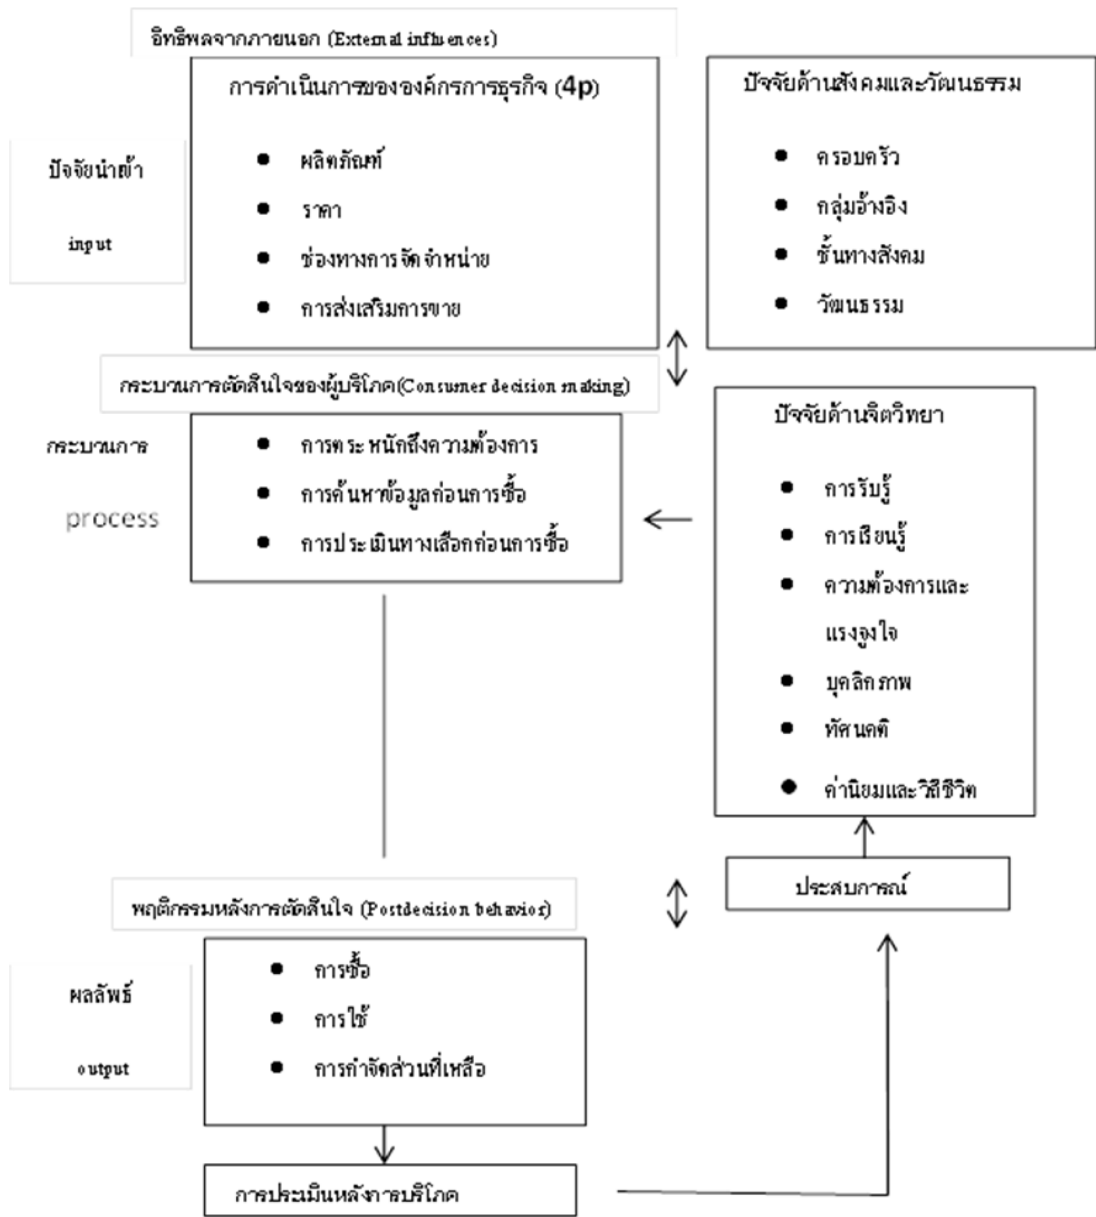 อิทธิพลจากภายนอก (External influences)
การดำเนินการขององค์กรการธุรกิจ (4p)
ผลิตภัณฑ์
ราคา
ช่องทางการจัดจำหน่าย
การส่งเสริมการขาย
ปัจจัยด้านสังคมและวัฒนธรรม
ครอบครัว
กลุ่มอ้างอิง
ชั้นทางสังคม
วัฒนธรรม
ปัจจัยนำเข้า
input
กระบวนการตัดสินใจของผู้บริโภค(Consumer decision making)
กระบวนการ
process
การตระหนักถึงความต้องการ
การค้นหาข้อมูลก่อนการซื้อ
การประเมินทางเลือกก่อนการซื้อ
ปัจจัยด้านจิตวิทยา
การรับรู้
การเรียนรู้
ความต้องการและ
แรงจูงใจ
บุคลิกภาพ
ทัศนคติ
ค่านิยมและวิถีชีวิต
ประสบการณ์
พฤติกรรมหลังการตัดสินใจ (Postdecision behavior)
ผลลัพธ์
output
การซื้อ
การใช้
การกำจัดส่วนที่เหลือ
การประเมินหลังการบริโภค